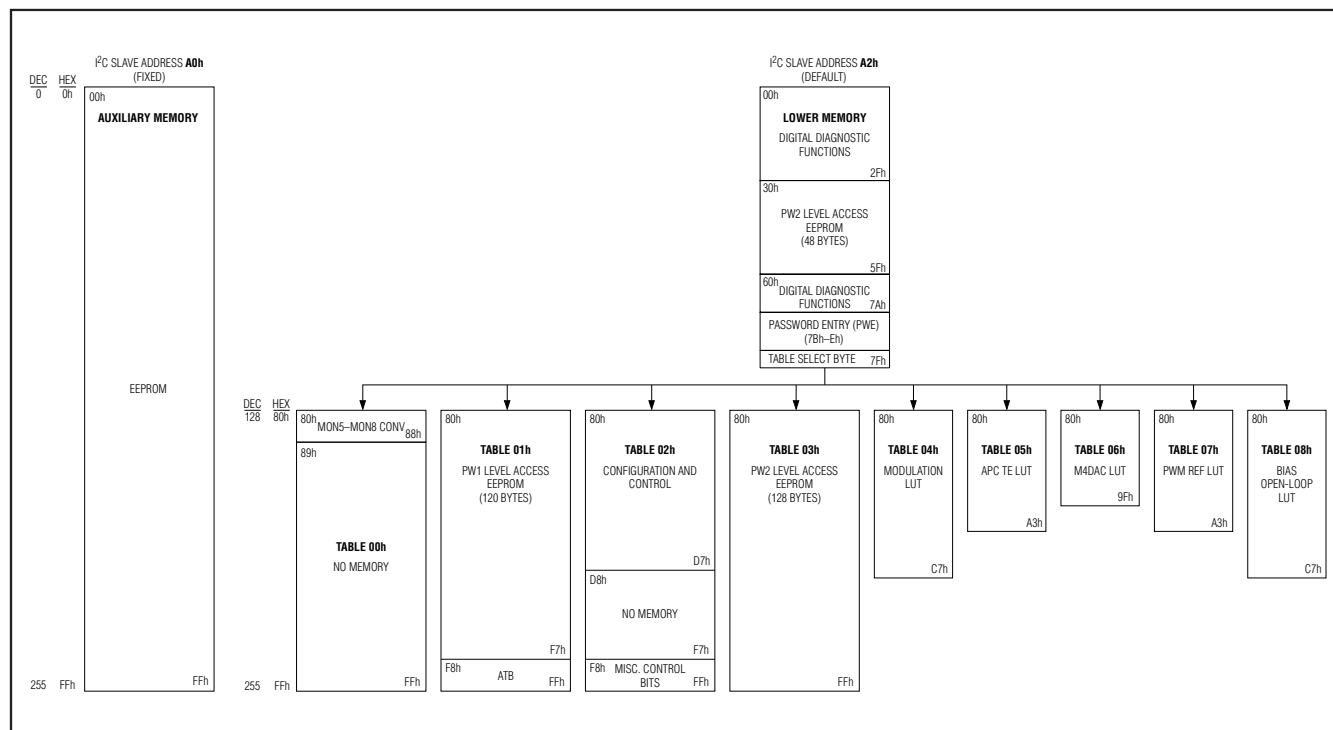 I²C SLAVE ADDRESS A0h
(FIXED)
DEC HEX
0 0h
00h
AUXILIARY MEMORY
EEPROM
FFh
255 FFh
I²C SLAVE ADDRESS A2h
(DEFAULT)
00h
LOWER MEMORY
DIGITAL DIAGNOSTIC
FUNCTIONS
2Fh
30h
PW2 LEVEL ACCESS
EEPROM
(48 BYTES)
5Fh
60h
DIGITAL DIAGNOSTIC
FUNCTIONS 7Ah
PASSWORD ENTRY (PWE)
(7Bh–Eh)
TABLE SELECT BYTE 7Fh
DEC HEX
128 80h
80h
MON5–MON8 CONV
88h
89h
TABLE 00h
NO MEMORY
FFh
255 FFh
80h
TABLE 01h
PW1 LEVEL ACCESS
EEPROM
(120 BYTES)
F7h
F8h
ATB
FFh
80h
TABLE 02h
CONFIGURATION AND
CONTROL
D7h
D8h
NO MEMORY
F7h
F8h MISC. CONTROL
BITS FFh
80h
TABLE 03h
PW2 LEVEL ACCESS
EEPROM
(128 BYTES)
FFh
80h
TABLE 04h
MODULATION
LUT
C7h
80h
TABLE 05h
APC TE LUT
A3h
80h
TABLE 06h
M4DAC LUT
9Fh
80h
TABLE 07h
PWM REF LUT
A3h
80h
TABLE 08h
BIAS
OPEN-LOOP
LUT
C7h